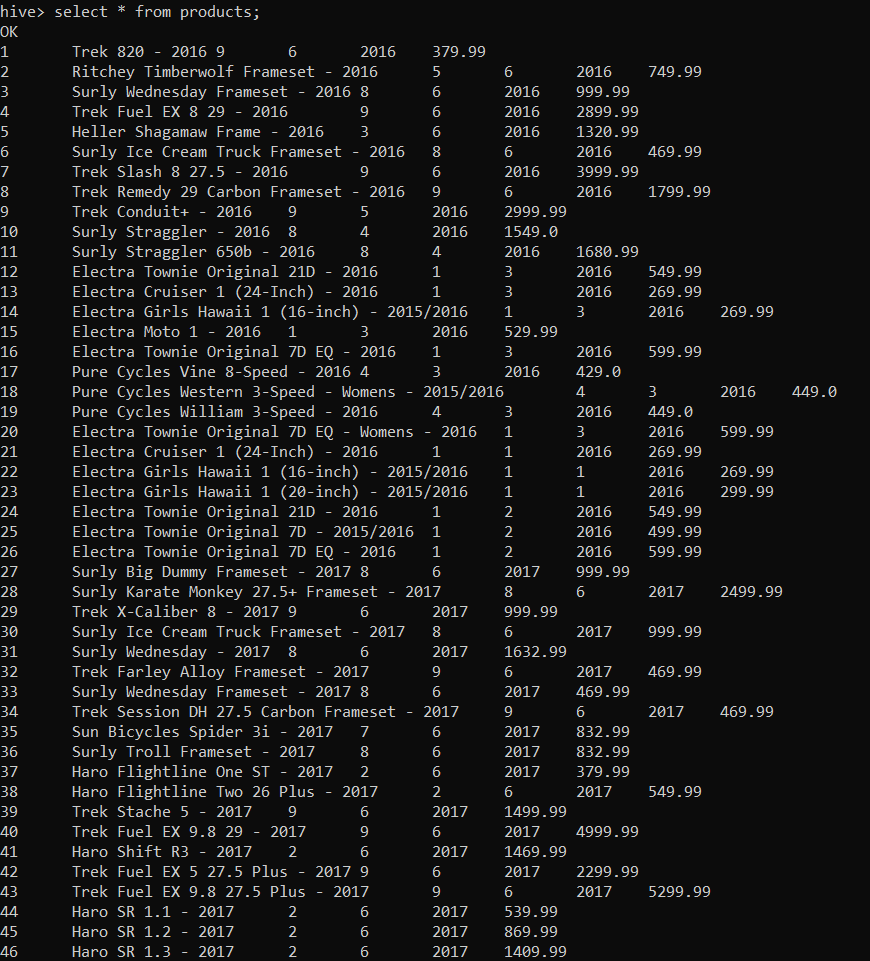 hive> select * from products;
OK
1	Trek 820 - 2016	9	6	2016	379.99
2	Ritchey Timberwolf Frameset - 2016	5	6	2016	749.99
3	Surly Wednesday Frameset - 2016	8	6	2016	999.99
4	Trek Fuel EX 8 29 - 2016	9	6	2016	2899.99
5	Heller Shagamaw Frame - 2016	3	6	2016	1320.99
6	Surly Ice Cream Truck Frameset - 2016	8	6	2016	469.99
7	Trek Slash 8 27.5 - 2016	9	6	2016	3999.99
8	Trek Remedy 29 Carbon Frameset - 2016	9	6	2016	1799.99
9	Trek Conduit+ - 2016	9	5	2016	2999.99
10	Surly Straggler - 2016	8	4	2016	1549.0
11	Surly Straggler 650b - 2016	8	4	2016	1680.99
12	Electra Townie Original 21D - 2016	1	3	2016	549.99
13	Electra Cruiser 1 (24-Inch) - 2016	1	3	2016	269.99
14	Electra Girls Hawaii 1 (16-inch) - 2015/2016	1	3	2016	269.99
15	Electra Moto 1 - 2016	1	3	2016	529.99
16	Electra Townie Original 7D EQ - 2016	1	3	2016	599.99
17	Pure Cycles Vine 8-Speed - 2016	4	3	2016	429.0
18	Pure Cycles Western 3-Speed - Womens - 2015/2016	4	3	2016	449.0
19	Pure Cycles William 3-Speed - 2016	4	3	2016	449.0
20	Electra Townie Original 7D EQ - Womens - 2016	1	3	2016	599.99
21	Electra Cruiser 1 (24-Inch) - 2016	1	1	2016	269.99
22	Electra Girls Hawaii 1 (16-inch) - 2015/2016	1	1	2016	269.99
23	Electra Girls Hawaii 1 (20-inch) - 2015/2016	1	1	2016	299.99
24	Electra Townie Original 21D - 2016	1	2	2016	549.99
25	Electra Townie Original 7D - 2015/2016	1	2	2016	499.99
26	Electra Townie Original 7D EQ - 2016	1	2	2016	599.99
27	Surly Big Dummy Frameset - 2017	8	6	2017	999.99
28	Surly Karate Monkey 27.5+ Frameset - 2017	8	6	2017	2499.99
29	Trek X-Caliber 8 - 2017	9	6	2017	999.99
30	Surly Ice Cream Truck Frameset - 2017	8	6	2017	999.99
31	Surly Wednesday - 2017	8	6	2017	1632.99
32	Trek Farley Alloy Frameset - 2017	9	6	2017	469.99
33	Surly Wednesday Frameset - 2017	8	6	2017	469.99
34	Trek Session DH 27.5 Carbon Frameset - 2017	9	6	2017	469.99
35	Sun Bicycles Spider 3i - 2017	7	6	2017	832.99
36	Surly Troll Frameset - 2017	8	6	2017	832.99
37	Haro Flightline One ST - 2017	2	6	2017	379.99
38	Haro Flightline Two 26 Plus - 2017	2	6	2017	549.99
39	Trek Stache 5 - 2017	9	6	2017	1499.99
40	Trek Fuel EX 9.8 29 - 2017	9	6	2017	4999.99
41	Haro Shift R3 - 2017	2	6	2017	1469.99
42	Trek Fuel EX 5 27.5 Plus - 2017	9	6	2017	2299.99
43	Trek Fuel EX 9.8 27.5 Plus - 2017	9	6	2017	5299.99
44	Haro SR 1.1 - 2017	2	6	2017	539.99
45	Haro SR 1.2 - 2017	2	6	2017	869.99
46	Haro SR 1.3 - 2017	2	6	2017	1409.99